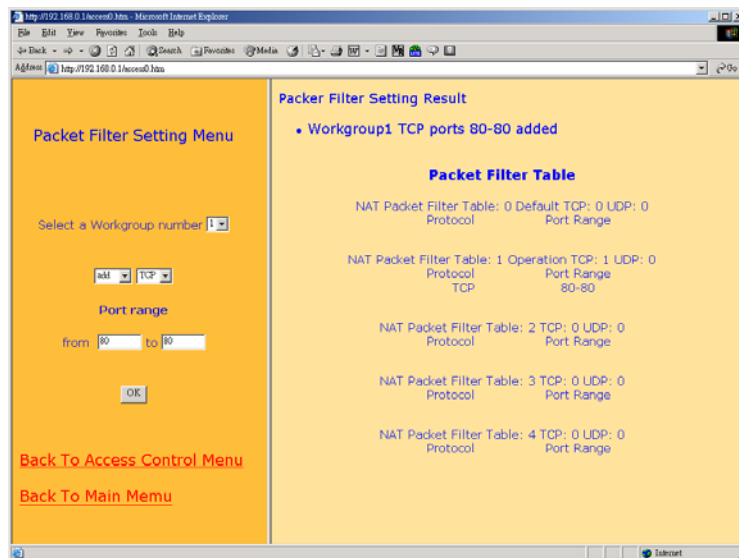 http://192.168.0.1/access0.htm - Microsoft Internet Explorer
File Edit View Favorites Tools Help
Back Search Favorites Media
Address http://192.168.0.1/access0.htm Go
Packet Filter Setting Menu
Select a Workgroup number 1
add TCP
Port range
from 80 to 80
OK
Back To Access Control Menu
Back To Main Memu
Packer Filter Setting Result
• Workgroup1 TCP ports 80-80 added
Packet Filter Table
NAT Packet Filter Table: 0 Default TCP: 0 UDP: 0
Protocol Port Range
NAT Packet Filter Table: 1 Operation TCP: 1 UDP: 0
Protocol Port Range
TCP 80-80
NAT Packet Filter Table: 2 TCP: 0 UDP: 0
Protocol Port Range
NAT Packet Filter Table: 3 TCP: 0 UDP: 0
Protocol Port Range
NAT Packet Filter Table: 4 TCP: 0 UDP: 0
Protocol Port Range
Internet